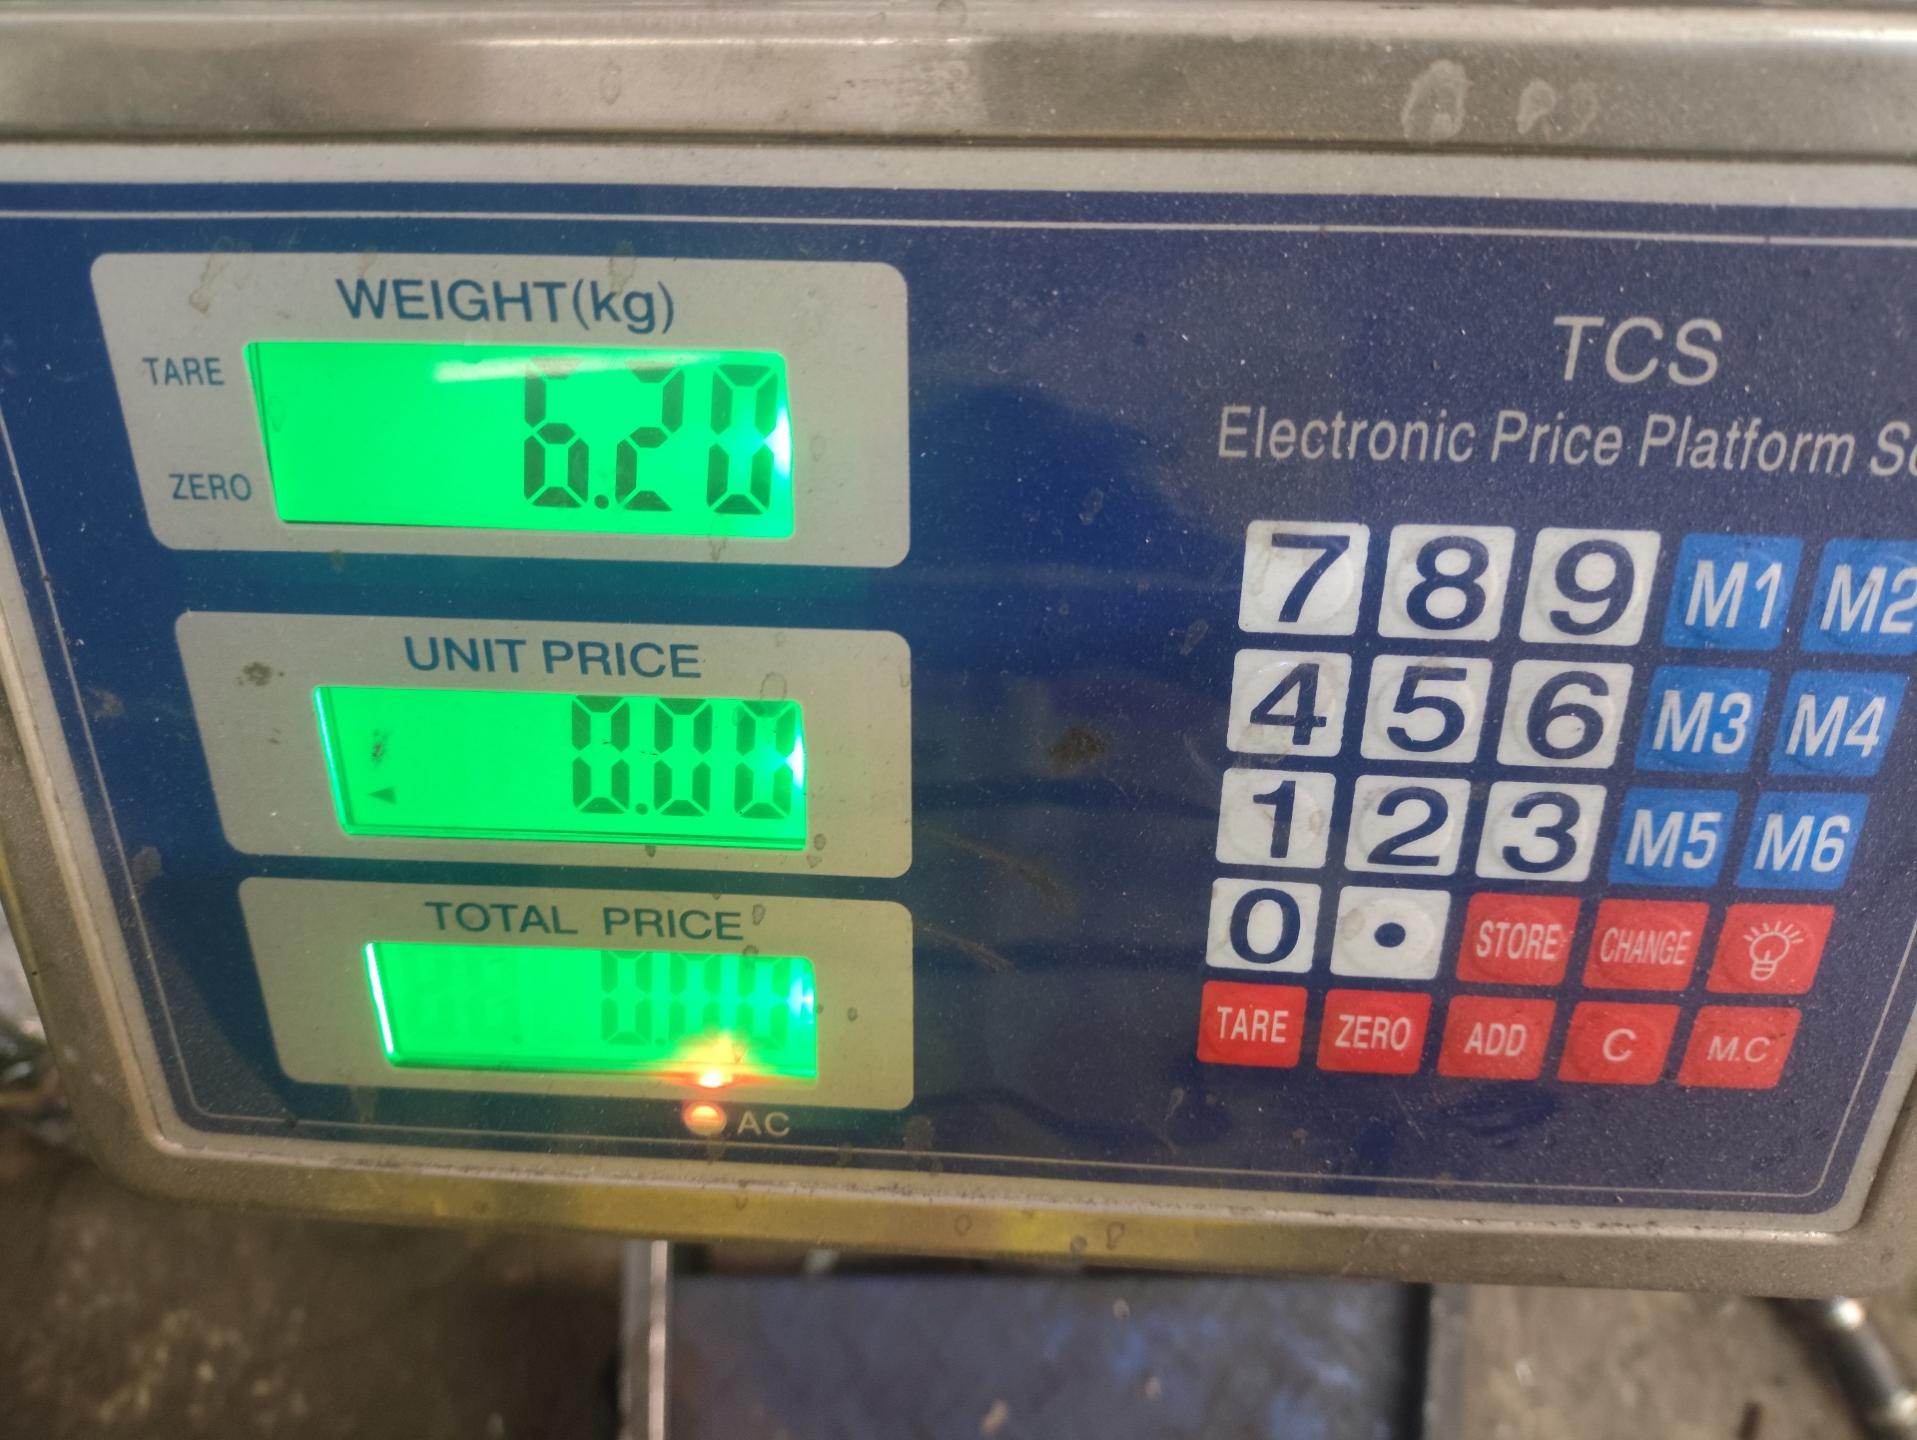 WEIGHT(kg)
TARE
6.20
ZERO
UNIT PRICE
0.00
TOTAL PRICE
0.00
AC
TCS
Electronic Price Platform
7 8 9 M1 M2
4 5 6 M3 M4
1 2 3 M5 M6
0 . STORE CHANGE
TARE ZERO ADD C M.C